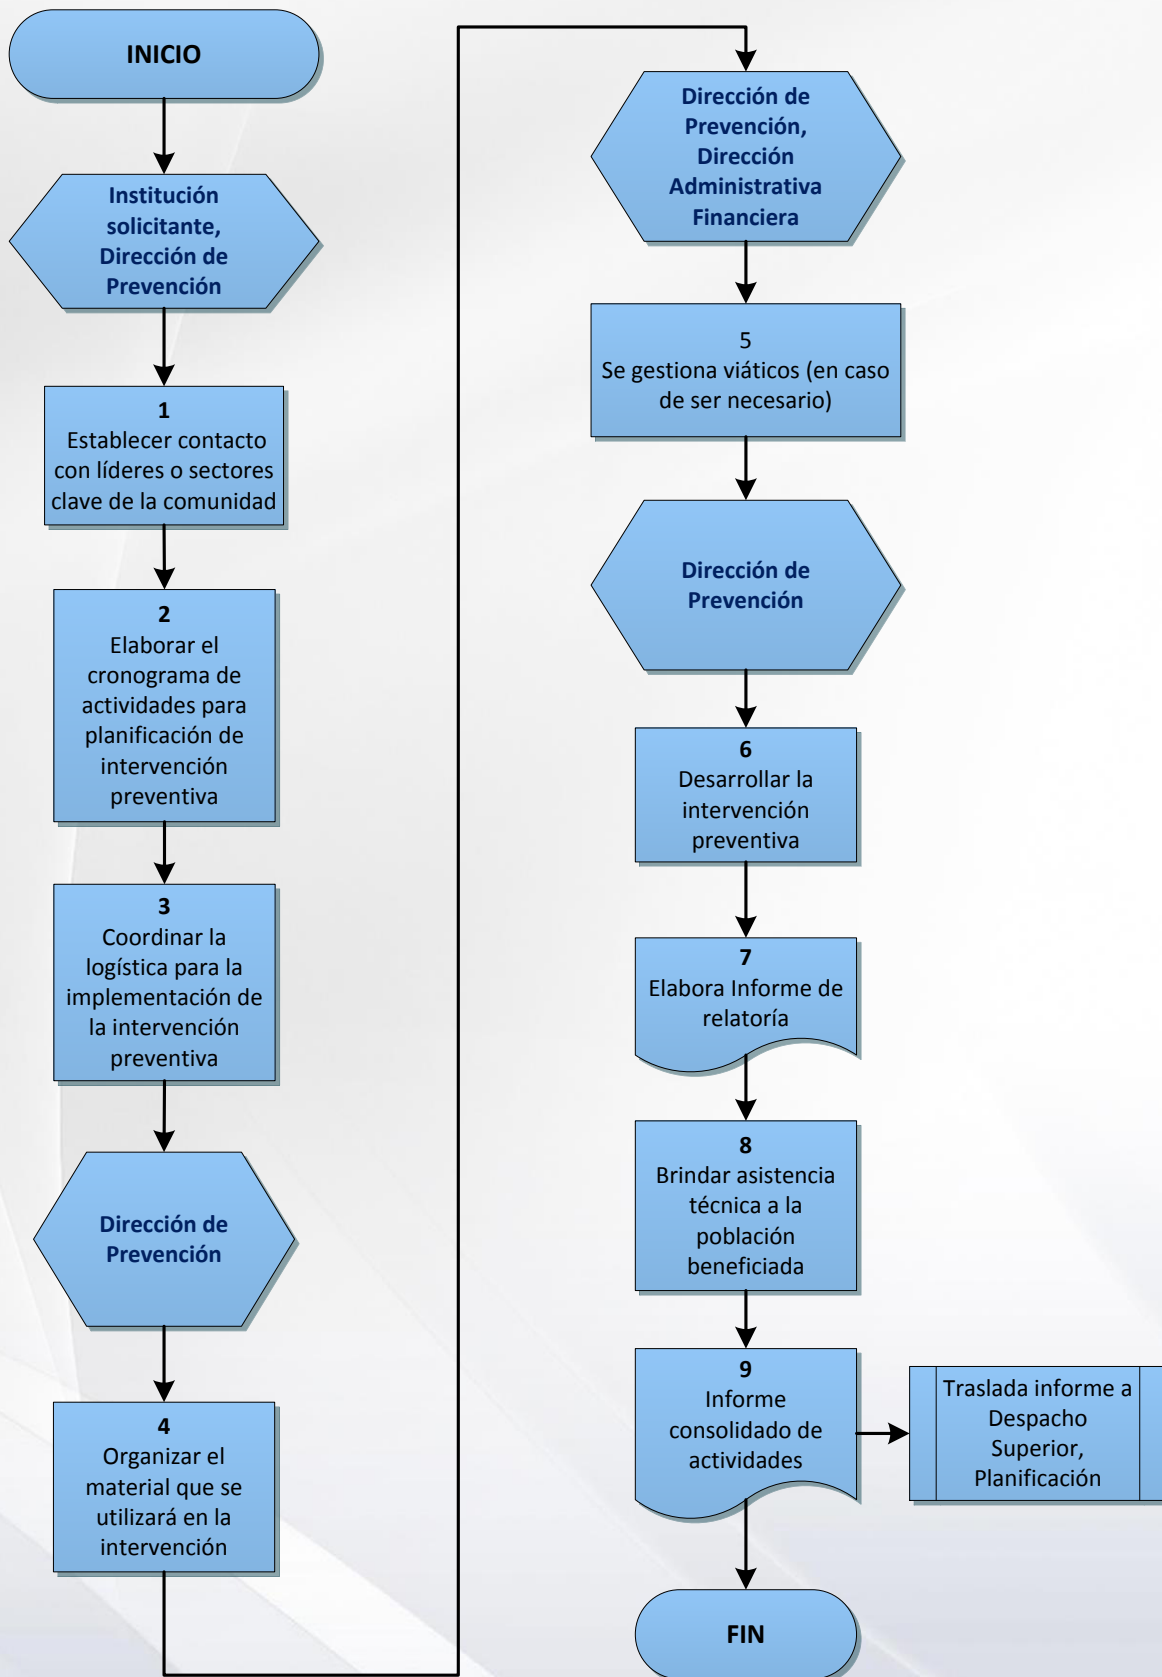 INICIO
Institución
solicitante,
Dirección de
Prevención
1
Establecer contacto
con líderes o sectores
clave de la comunidad
2
Elaborar el
cronograma de
actividades para
planificación de
intervención
preventiva
3
Coordinar la
logística para la
implementación de
la intervención
preventiva
Dirección de
Prevención
4
Organizar el
material que se
utilizará en la
intervención
Dirección de
Prevención,
Dirección
Administrativa
Financiera
5
Se gestiona viáticos (en caso
de ser necesario)
Dirección de
Prevención
6
Desarrollar la
intervención
preventiva
7
Elabora Informe de
relatoría
8
Brindar asistencia
técnica a la
población
beneficiada
9
Informe
consolidado de
actividades
Traslada informe a
Despacho
Superior,
Planificación
FIN